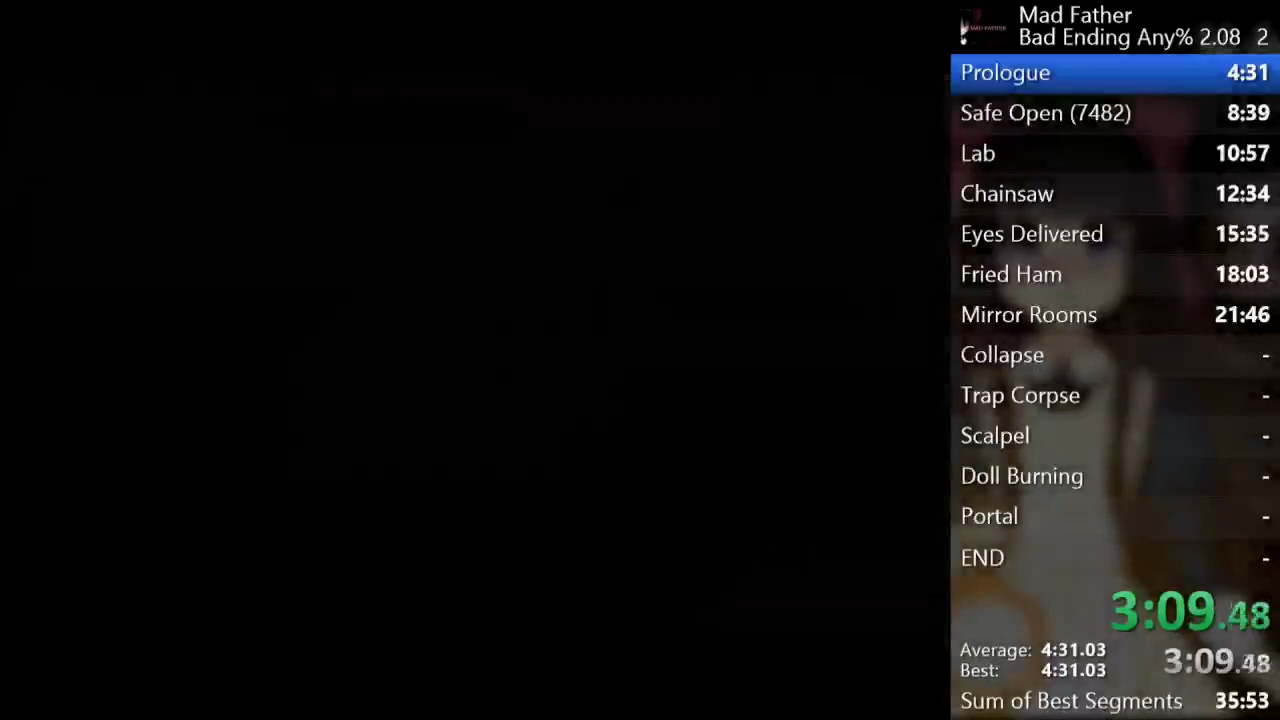 Mad Father
Bad Ending Any% 2.08 2
Prologue 4:31
Safe Open (7482) 8:39
Lab 10:57
Chainsaw 12:34
Eyes Delivered 15:35
Fried Ham 18:03
Mirror Rooms 21:46
Collapse -
Trap Corpse -
Scalpel -
Doll Burning -
Portal -
END -
3:09.48
Average: 4:31.03
Best: 4:31.03
3:09.48
Sum of Best Segments 35:53